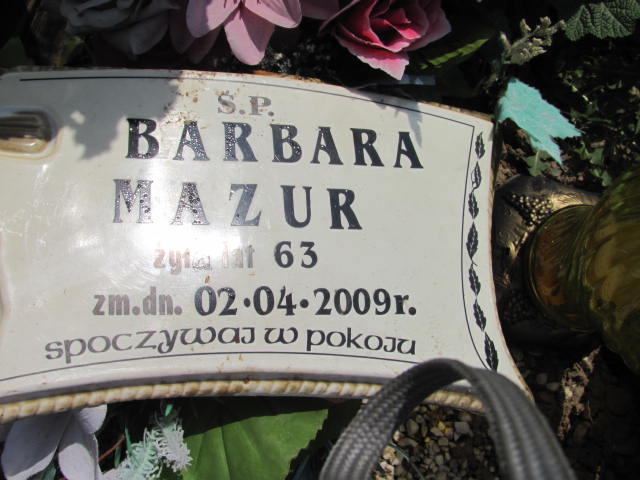 Ś.P.
BARBARA
MAZUR
żyła lat 63
zm.dn. 02·04·2009r.
spoczywaj w pokoju